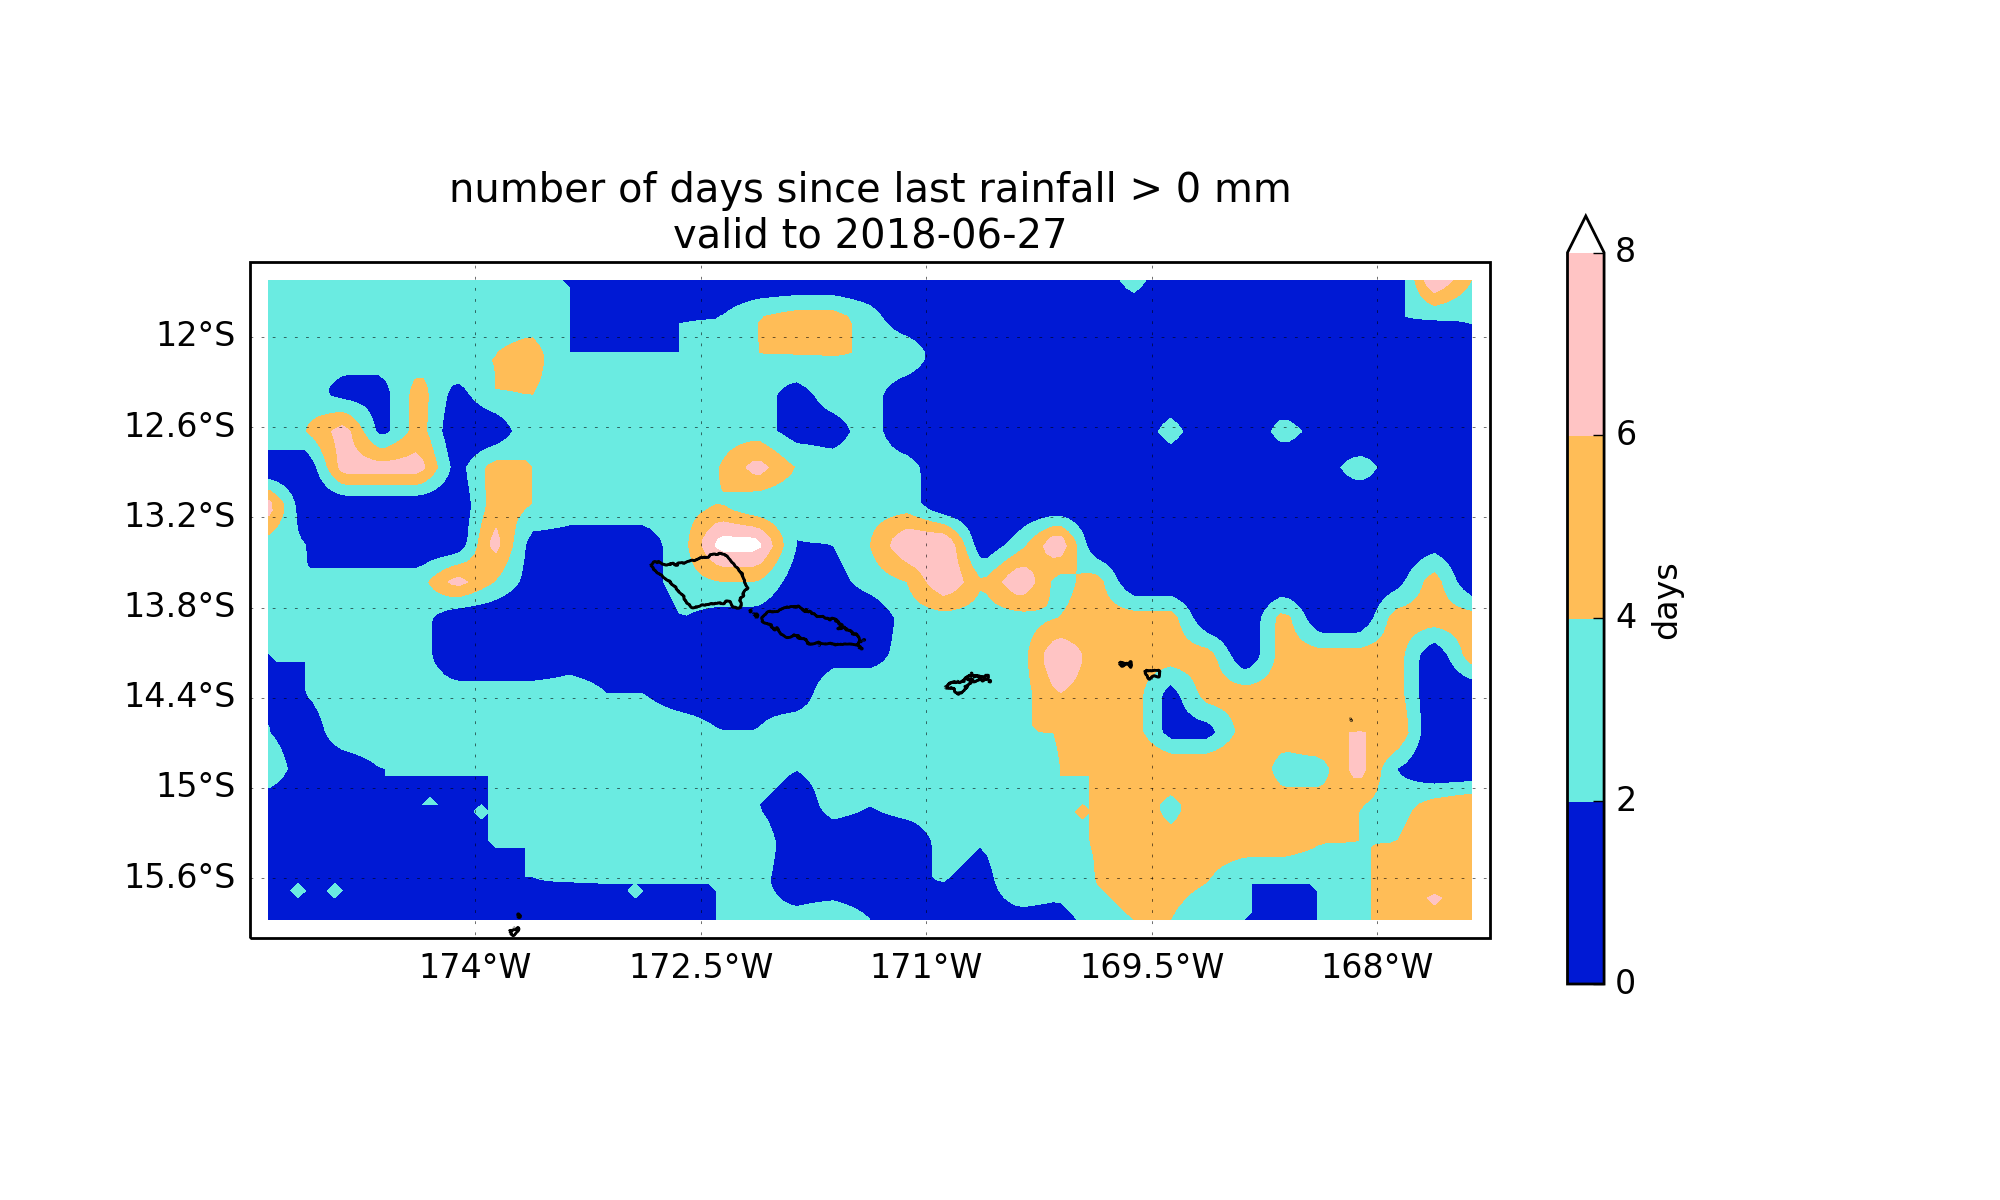 number of days since last rainfall > 0 mm
valid to 2018-06-27
12°S
12.6°S
13.2°S
13.8°S
14.4°S
15°S
15.6°S
174°W
172.5°W
171°W
169.5°W
168°W
8
6
4
2
0
days